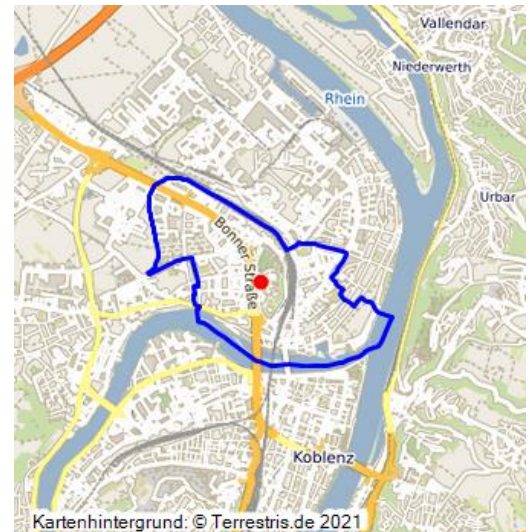 Vallendar
Niederwerth
Rhein
Urbar
Bonner Straße
Koblenz
Kartenhintergrund: © Terrestris.de 2021